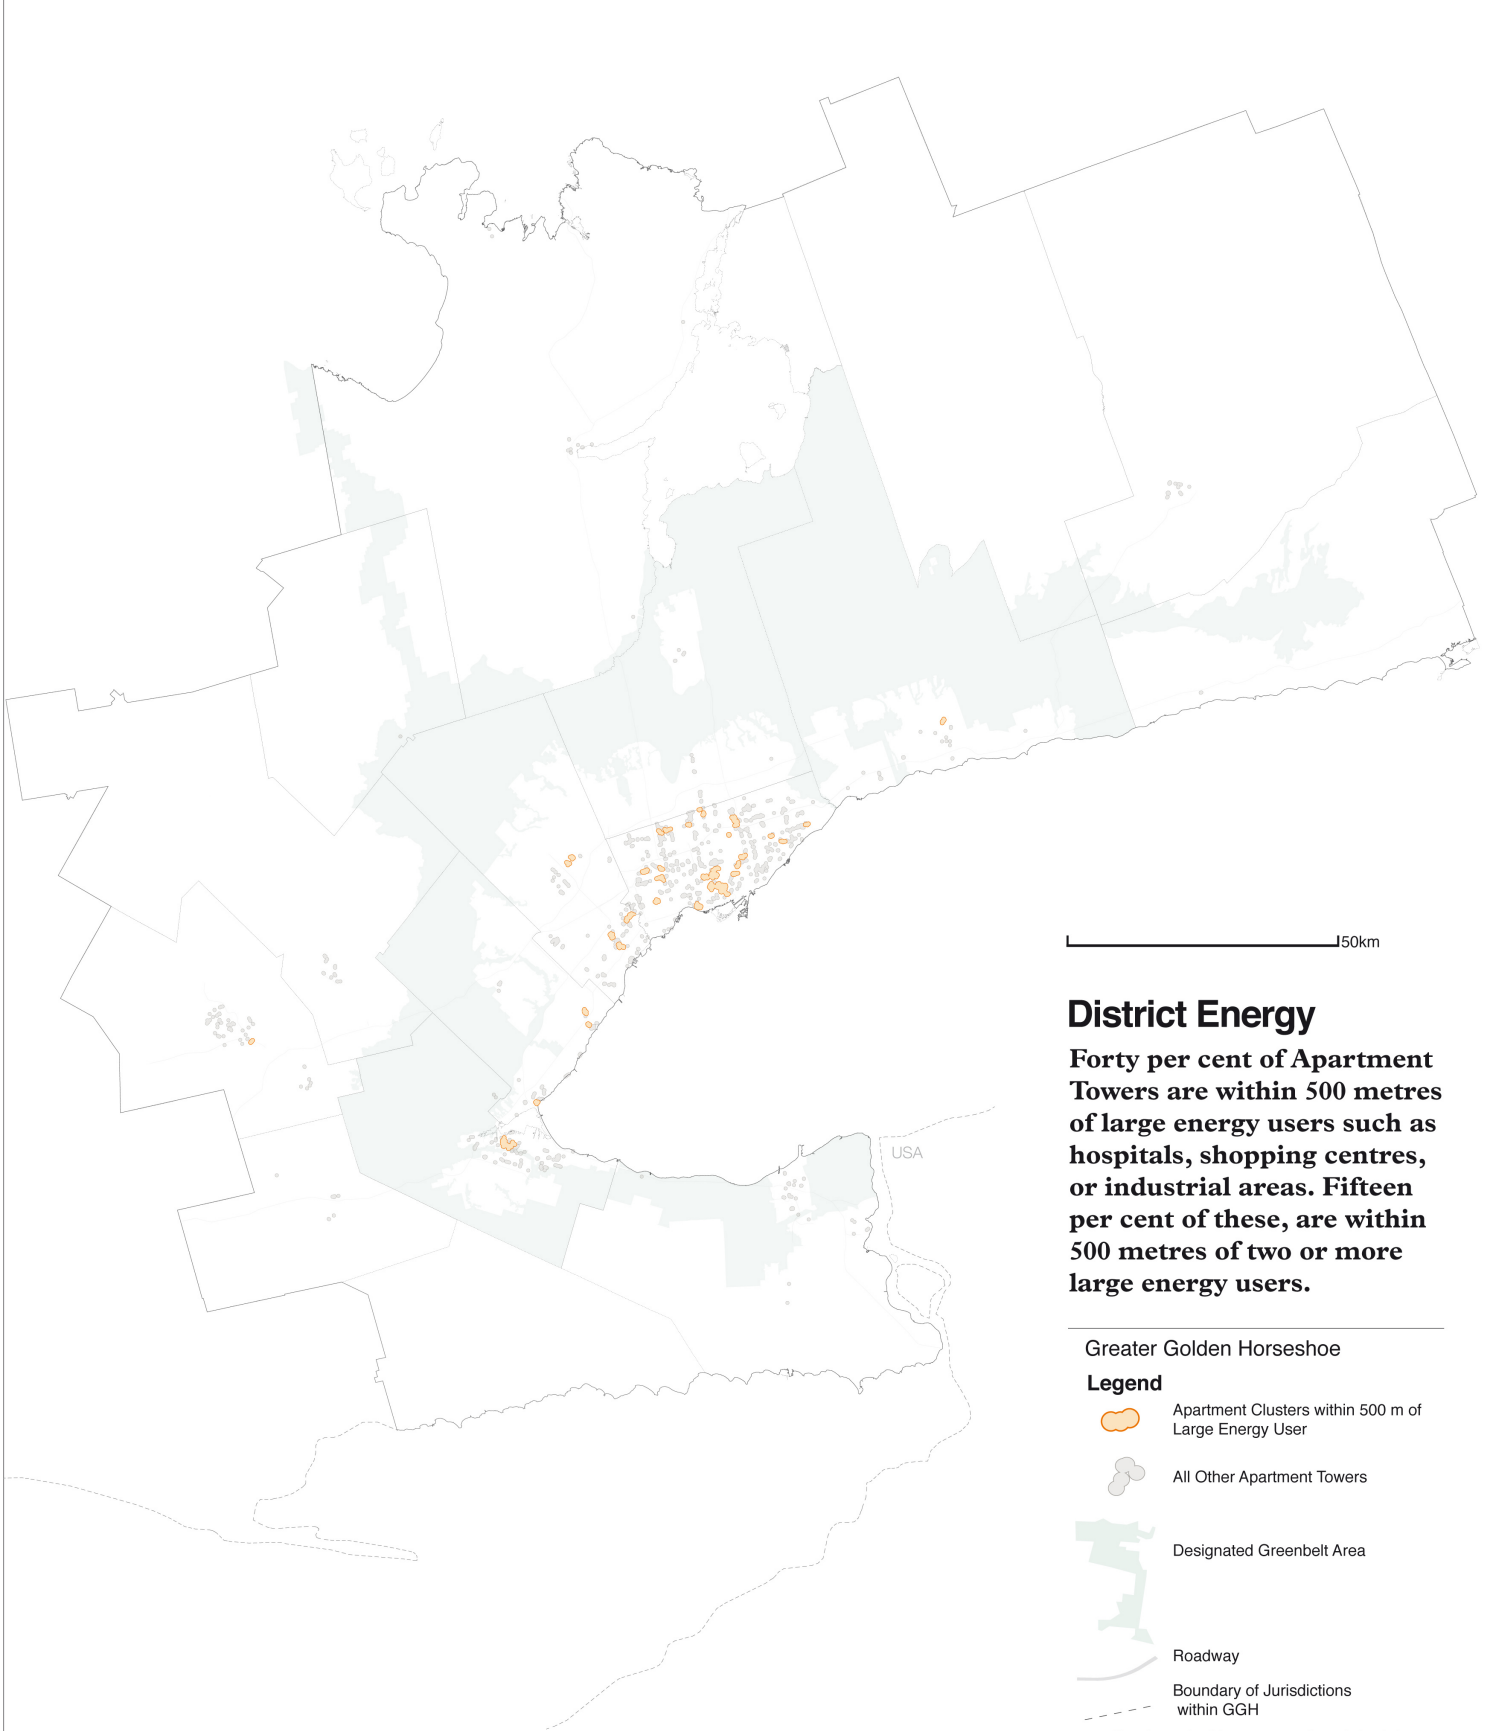 USA
50km
District Energy
Forty per cent of Apartment
Towers are within 500 metres
of large energy users such as
hospitals, shopping centres,
or industrial areas. Fifteen
per cent of these, are within
500 metres of two or more
large energy users.
Greater Golden Horseshoe
Legend
Apartment Clusters within 500 m of
Large Energy User
All Other Apartment Towers
Designated Greenbelt Area
Roadway
Boundary of Jurisdictions
within GGH